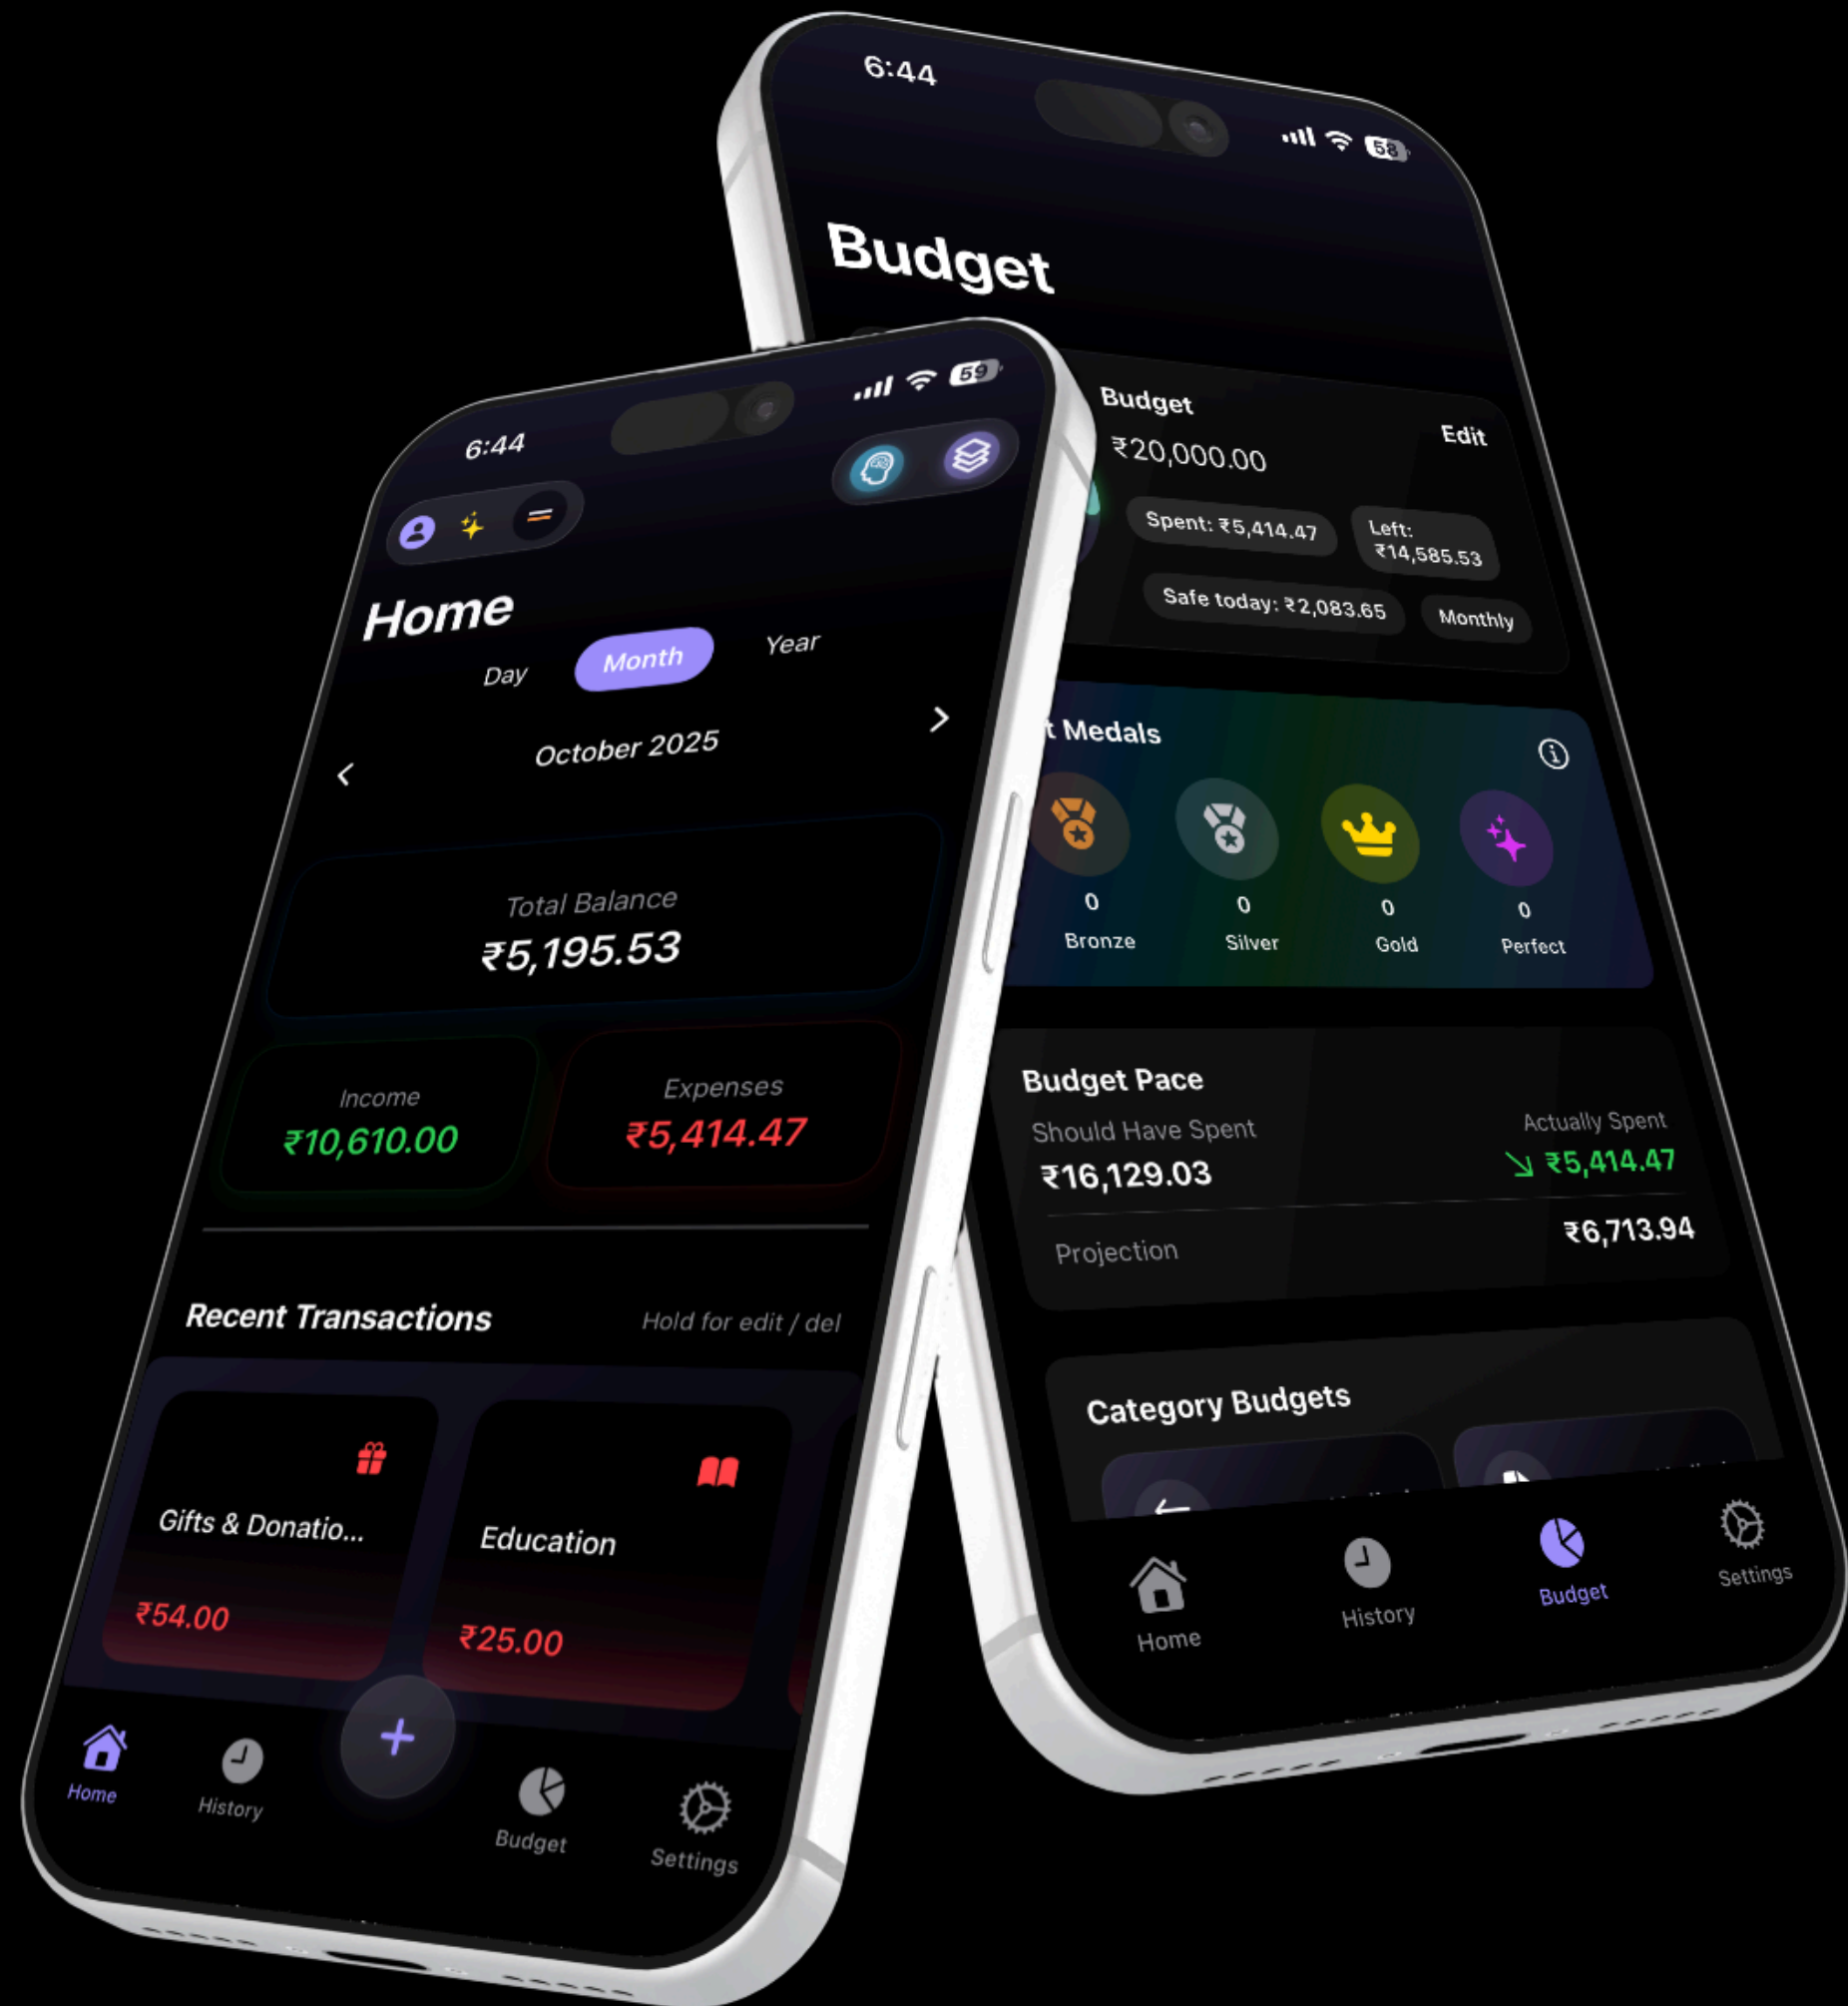 6:44
59
Home
Day
Month
Year
October 2025
Total Balance
₹5,195.53
Income
₹10,610.00
Expenses
₹5,414.47
Recent Transactions
Hold for edit / del
Gifts & Donatio...
₹54.00
Education
₹25.00
Home
History
Budget
Settings
6:44
58
Budget
Budget
Edit
₹20,000.00
Spent: ₹5,414.47
Left:
₹14,585.53
Safe today: ₹2,083.65
Monthly
t Medals
0
0
0
0
Bronze
Silver
Gold
Perfect
Budget Pace
Should Have Spent
Actually Spent
₹16,129.03
₹5,414.47
Projection
₹6,713.94
Category Budgets
Home
History
Budget
Settings